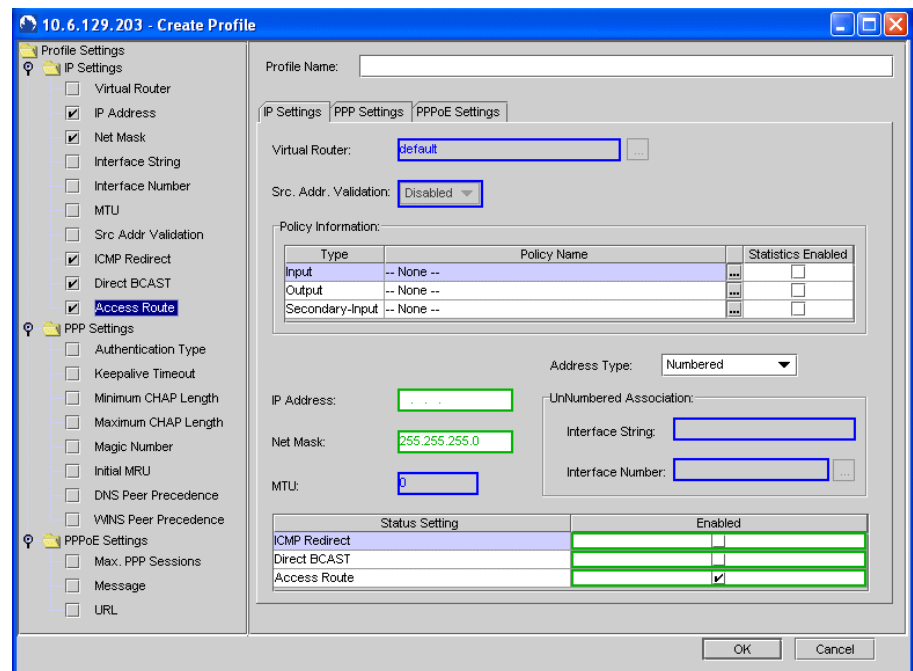 10.6.129.203 - Create Profile
Profile Settings
IP Settings
Virtual Router
IP Address
Net Mask
Interface String
Interface Number
MTU
Src Addr Validation
ICMP Redirect
Direct BCAST
Access Route
PPP Settings
Authentication Type
Keepalive Timeout
Minimum CHAP Length
Maximum CHAP Length
Magic Number
Initial MRU
DNS Peer Precedence
WINS Peer Precedence
PPPoE Settings
Max. PPP Sessions
Message
URL
Profile Name:
IP Settings PPP Settings PPPoE Settings
Virtual Router: default ...
Src. Addr. Validation: Disabled
Policy Information:
Type Policy Name Statistics Enabled
Input -- None -- ...
Output -- None -- ...
Secondary-Input -- None -- ...
Address Type: Numbered
IP Address: . . .
Net Mask: 255.255.255.0
MTU: 0
UnNumbered Association:
Interface String:
Interface Number: ...
Status Setting Enabled
ICMP Redirect
Direct BCAST
Access Route
OK Cancel